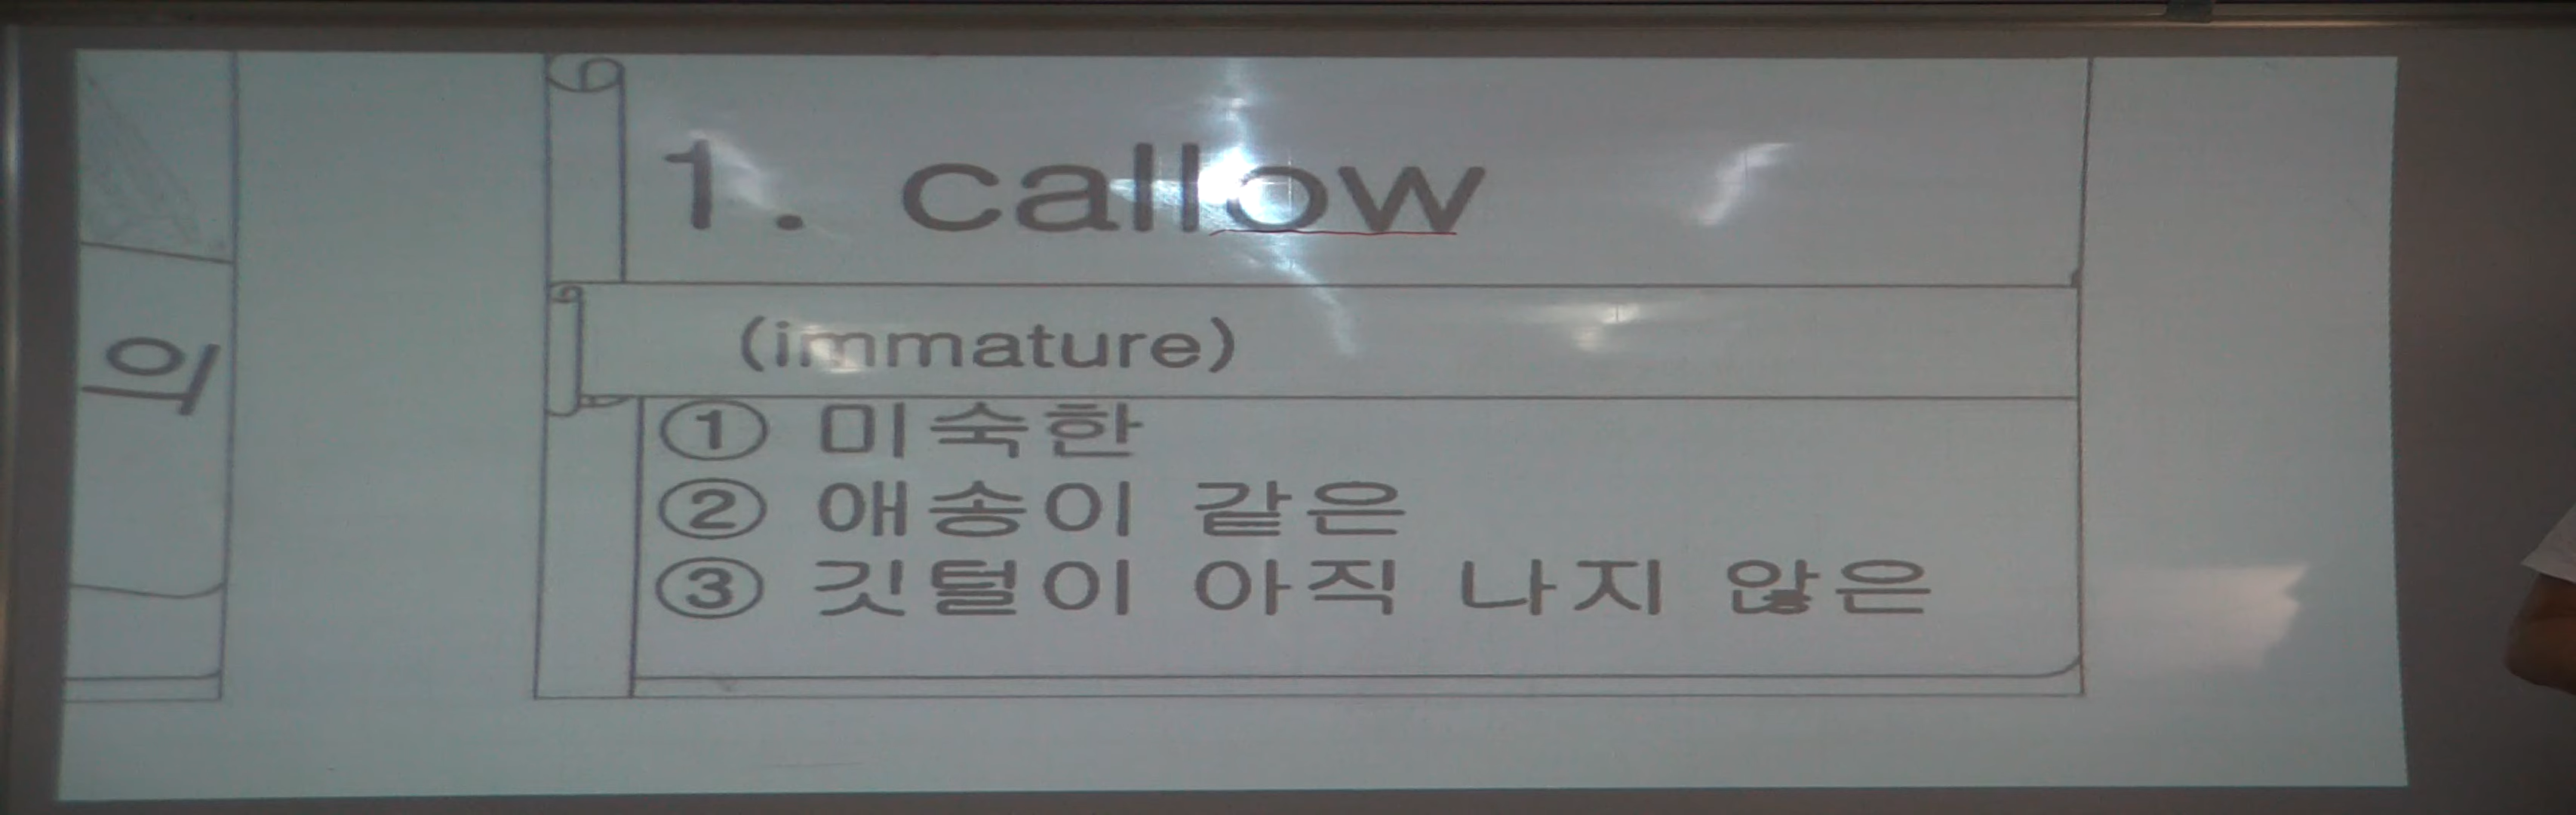 1. callow
(immature)
① 미숙한
② 애송이 같은
③ 깃털이 아직 나지 않은
의